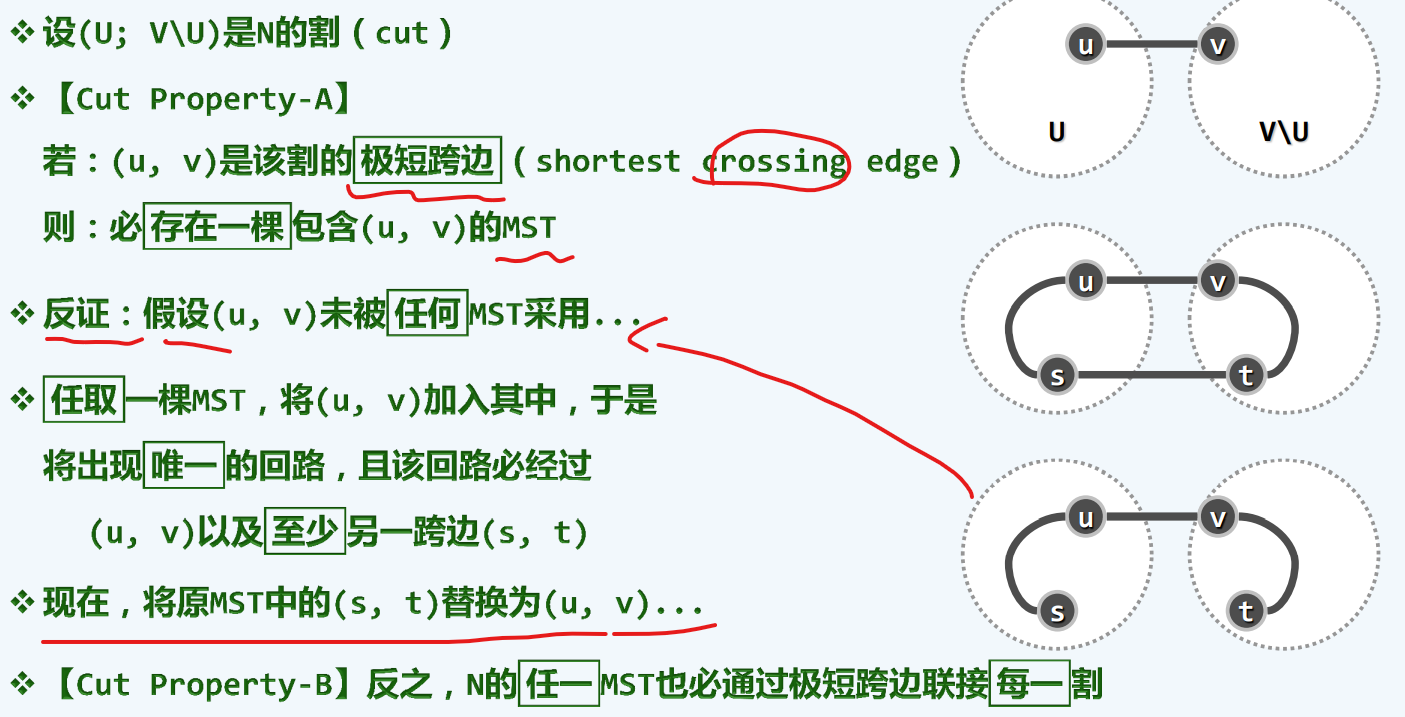 ❖ 设(U; V\U)是N的割(cut)
❖ 【Cut Property-A】
若:(u, v)是该割的极短跨边(shortest crossing edge)
则:必存在一棵包含(u, v)的MST
❖ 反证:假设(u, v)未被任何MST采用...
❖ 任取一棵MST,将(u, v)加入其中,于是
将出现唯一的回路,且该回路必经过
(u, v)以及至少另一跨边(s, t)
❖ 现在,将原MST中的(s, t)替换为(u, v)...
❖ 【Cut Property-B】反之,N的任一MST也必通过极短跨边联接每一割
u v
U V\U
u v
s t
u v
s t